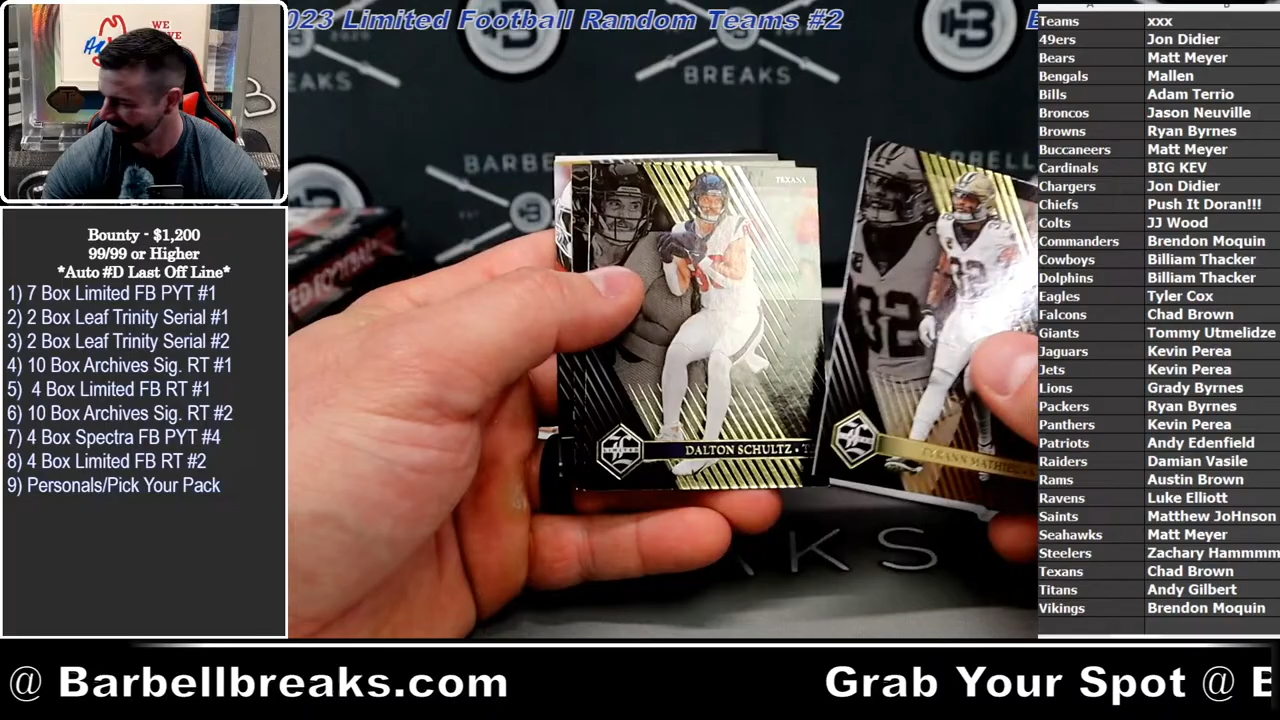 2023 Limited Football Random Teams #2
WE
BREAKS
BARBELL
BARBELL
Bounty - $1,200
99/99 or Higher
*Auto #D Last Off Line*
1) 7 Box Limited FB PYT #1
2) 2 Box Leaf Trinity Serial #1
3) 2 Box Leaf Trinity Serial #2
4) 10 Box Archives Sig. RT #1
5) 4 Box Limited FB RT #1
6) 10 Box Archives Sig. RT #2
7) 4 Box Spectra FB PYT #4
8) 4 Box Limited FB RT #2
9) Personals/Pick Your Pack
TEXANS
DALTON SCHULTZ • T
LIMITED
32
TYRANN MATHIEU
KS
Teams xxx
49ers Jon Didier
Bears Matt Meyer
Bengals Mallen
Bills Adam Terrio
Broncos Jason Neuville
Browns Ryan Byrnes
Buccaneers Matt Meyer
Cardinals BIG KEV
Chargers Jon Didier
Chiefs Push It Doran!!!
Colts JJ Wood
Commanders Brendon Moquin
Cowboys Billiam Thacker
Dolphins Billiam Thacker
Eagles Tyler Cox
Falcons Chad Brown
Giants Tommy Utmelidze
Jaguars Kevin Perea
Jets Kevin Perea
Lions Grady Byrnes
Packers Ryan Byrnes
Panthers Kevin Perea
Patriots Andy Edenfield
Raiders Damian Vasile
Rams Austin Brown
Ravens Luke Elliott
Saints Matthew JoHnson
Seahawks Matt Meyer
Steelers Zachary Hammmm
Texans Chad Brown
Titans Andy Gilbert
Vikings Brendon Moquin
@ Barbellbreaks.com Grab Your Spot @ B